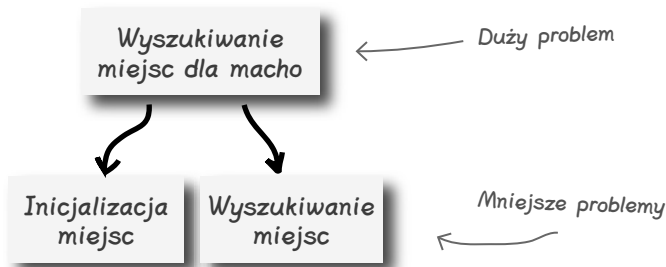 Wyszukiwanie
miejsc dla macho
Duży problem
Inicjalizacja
miejsc
Wyszukiwanie
miejsc
Mniejsze problemy